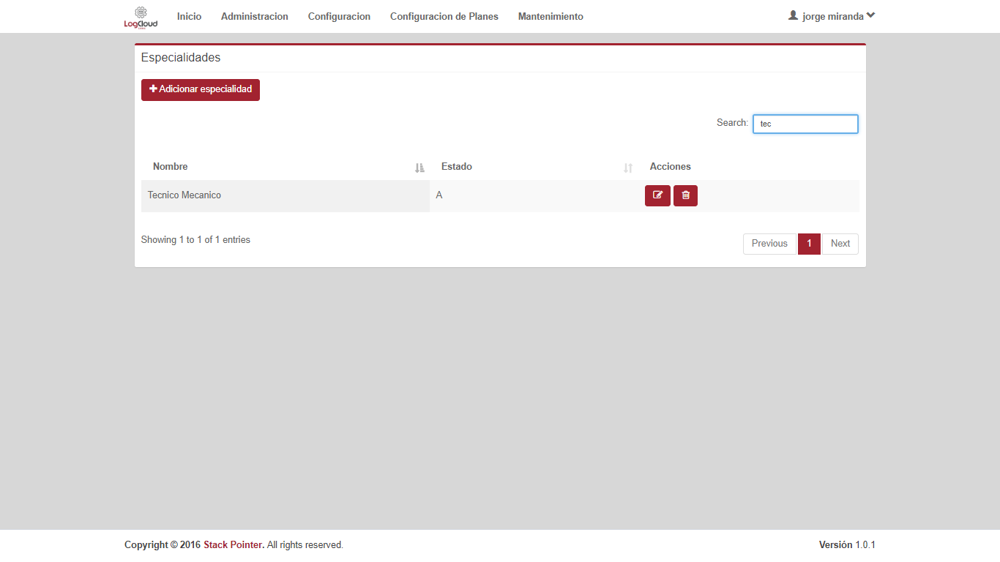 LogCloud Inicio Administracion Configuracion Configuracion de Planes Mantenimiento jorge miranda
Especialidades
Adicionar especialidad
Search: tec
Nombre Estado Acciones
Tecnico Mecanico A
Showing 1 to 1 of 1 entries Previous 1 Next
Copyright © 2016 Stack Pointer. All rights reserved. Versión 1.0.1